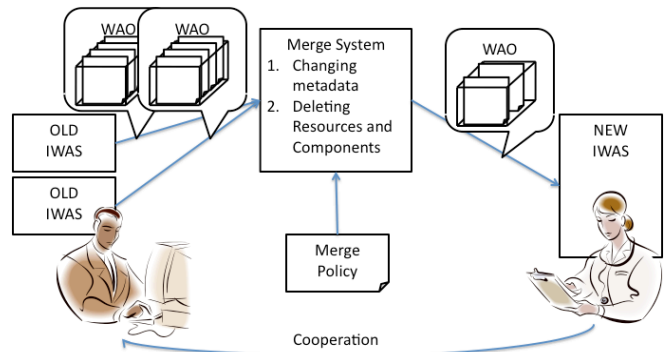 WAO
WAO
Merge System
1. Changing
metadata
2. Deleting
Resources and
Components
WAO
OLD
IWAS
OLD
IWAS
NEW
IWAS
Merge
Policy
Cooperation